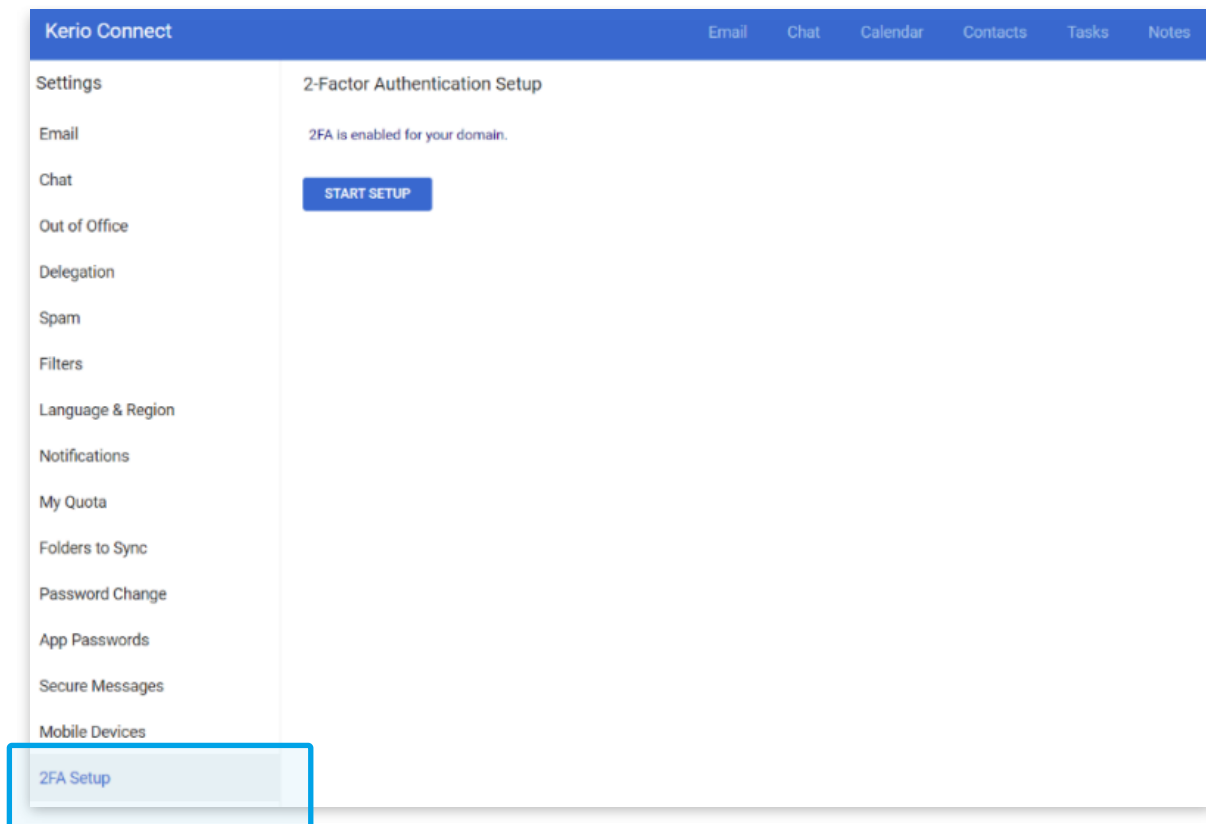 Kerio Connect
Email Chat Calendar Contacts Tasks Notes
Settings
Email
Chat
Out of Office
Delegation
Spam
Filters
Language & Region
Notifications
My Quota
Folders to Sync
Password Change
App Passwords
Secure Messages
Mobile Devices
2FA Setup
2-Factor Authentication Setup
2FA is enabled for your domain.
START SETUP